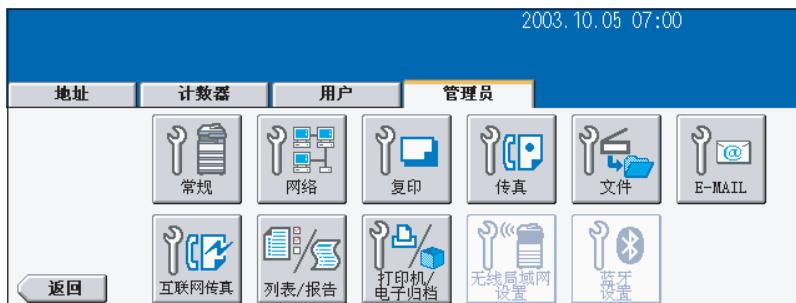 2003.10.05 07:00
地址 计数器 用户 管理员
常规 网络 复印 传真 文件 E-MAIL
互联网传真 列表/报告 打印机/
电子归档 无线局域网
设置 蓝牙
设置
返回